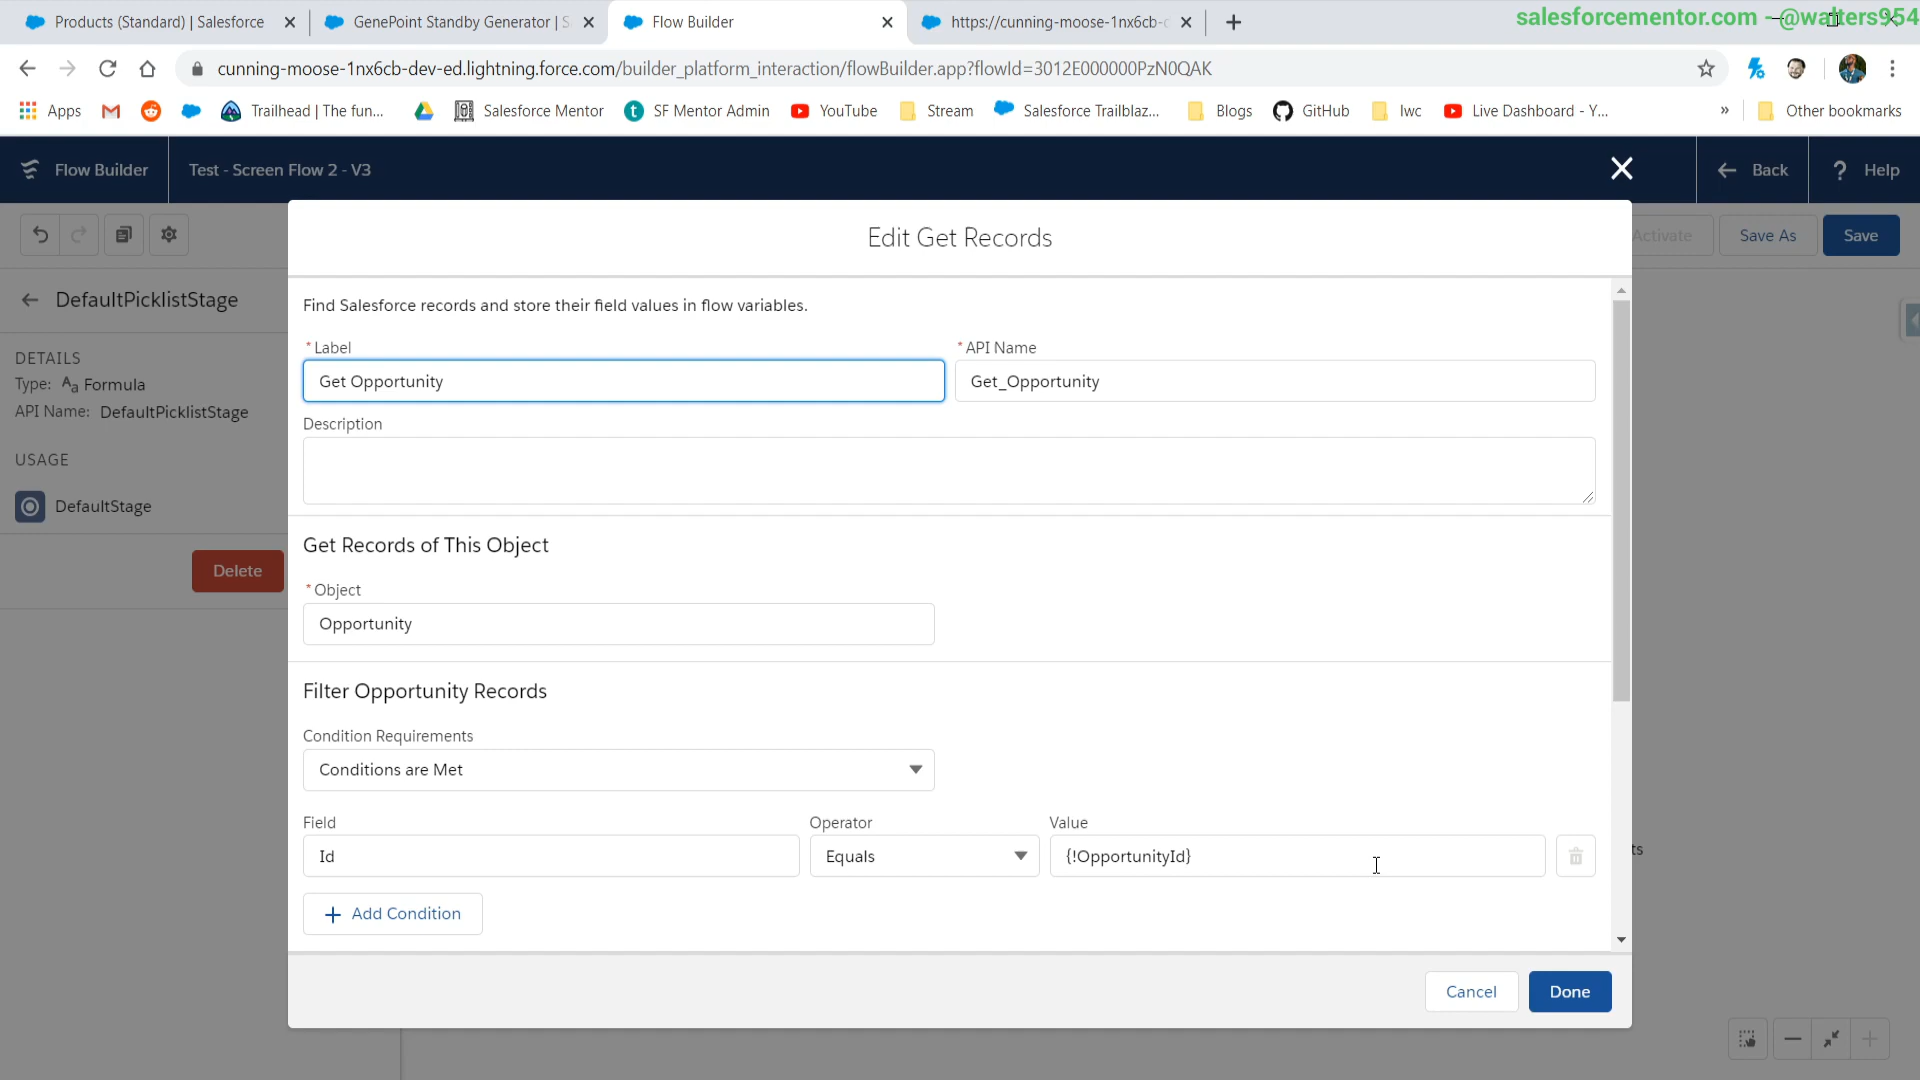 Products (Standard) | Salesforce
GenePoint Standby Generator | S
Flow Builder
https://cunning-moose-1nx6cb-c
salesforcementor.com - @walters954
cunning-moose-1nx6cb-dev-ed.lightning.force.com/builder_platform_interaction/flowBuilder.app?flowId=3012E000000PzN0QAK
Apps
Trailhead | The fun...
Salesforce Mentor
SF Mentor Admin
YouTube
Stream
Salesforce Trailblaz...
Blogs
GitHub
lwc
Live Dashboard - Y...
»
Other bookmarks
Flow Builder
Test - Screen Flow 2 - V3
Back
? Help
Activate
Save As
Save
Edit Get Records
DefaultPicklistStage
DETAILS
Type: Aa Formula
API Name: DefaultPicklistStage
USAGE
DefaultStage
Delete
Find Salesforce records and store their field values in flow variables.
* Label
Get Opportunity
* API Name
Get_Opportunity
Description
Get Records of This Object
* Object
Opportunity
Filter Opportunity Records
Condition Requirements
Conditions are Met
Field
Operator
Value
Id
Equals
{!OpportunityId}
ts
+ Add Condition
Cancel
Done